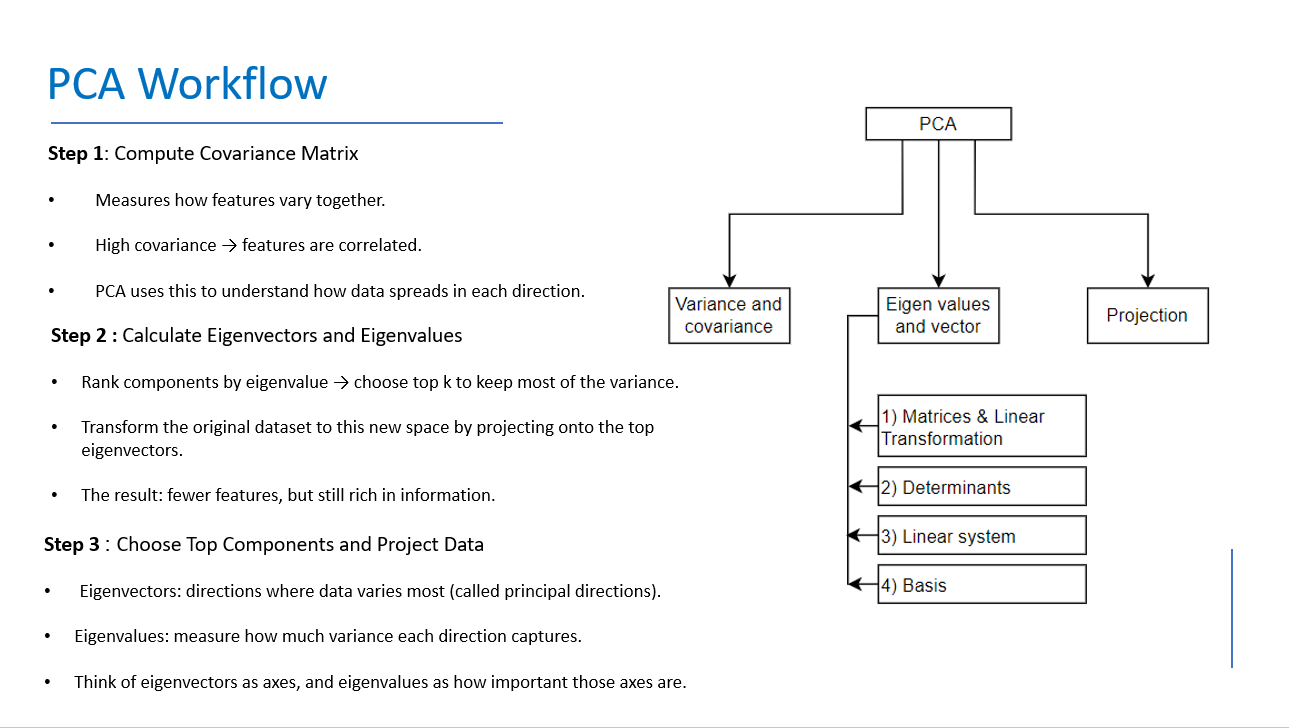 PCA Workflow
Step 1: Compute Covariance Matrix
• Measures how features vary together.
• High covariance → features are correlated.
• PCA uses this to understand how data spreads in each direction.
Step 2 : Calculate Eigenvectors and Eigenvalues
• Rank components by eigenvalue → choose top k to keep most of the variance.
• Transform the original dataset to this new space by projecting onto the top
eigenvectors.
• The result: fewer features, but still rich in information.
Step 3 : Choose Top Components and Project Data
• Eigenvectors: directions where data varies most (called principal directions).
• Eigenvalues: measure how much variance each direction captures.
• Think of eigenvectors as axes, and eigenvalues as how important those axes are.
PCA
Variance and
covariance
Eigen values
and vector
Projection
1) Matrices & Linear
Transformation
2) Determinants
3) Linear system
4) Basis